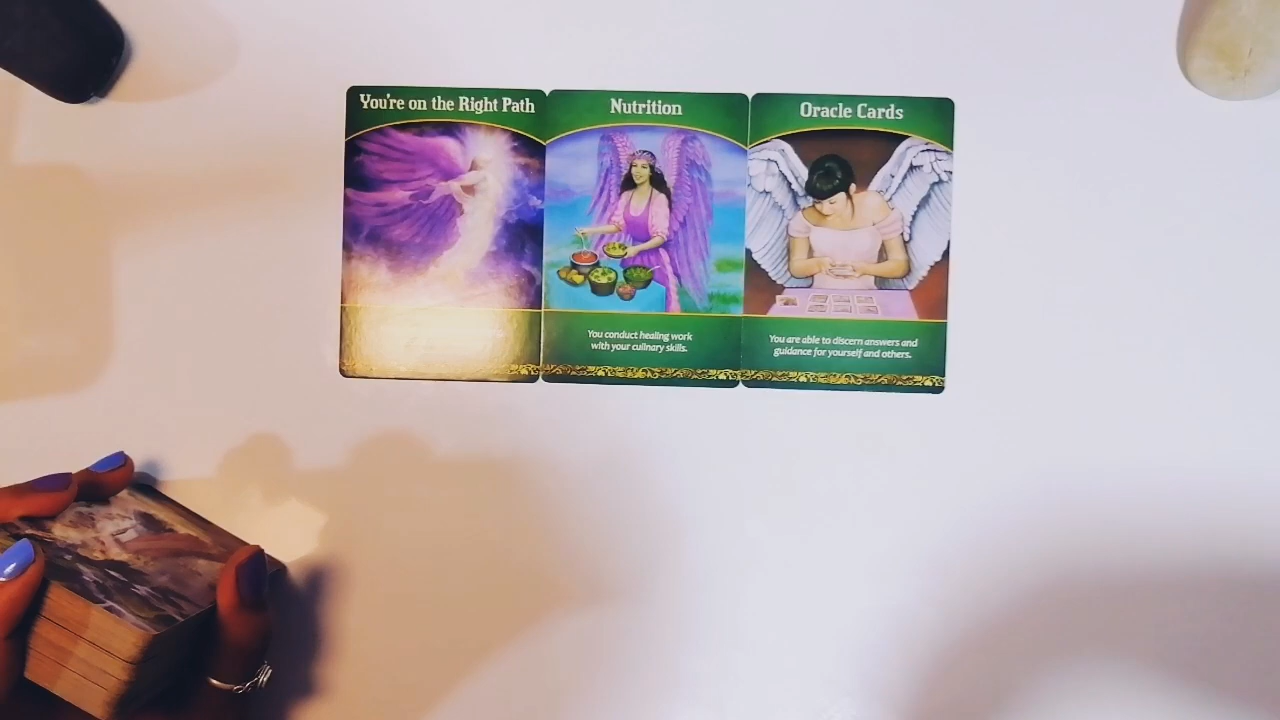 You're on the Right Path
Nutrition
You conduct healing work
with your culinary skills.
Oracle Cards
You are able to discern answers and
guidance for yourself and others.